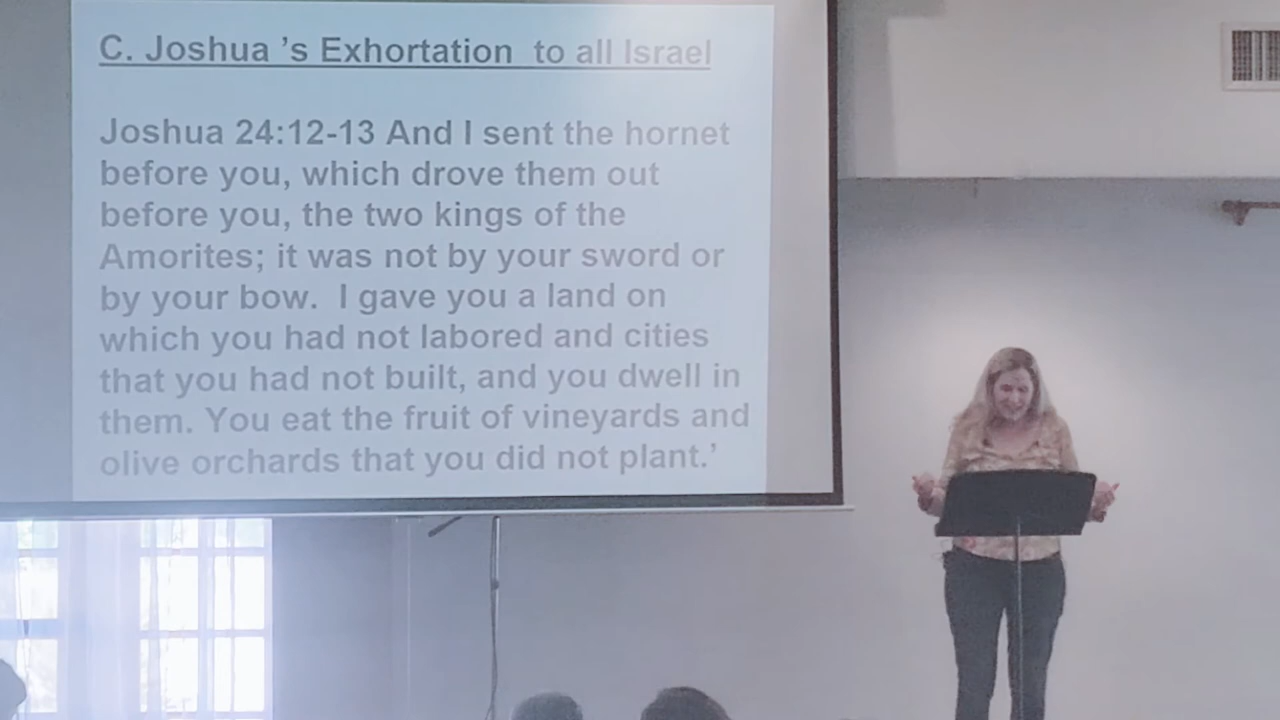 C. Joshua 's Exhortation to all Israel
Joshua 24:12-13 And I sent the hornet
before you, which drove them out
before you, the two kings of the
Amorites; it was not by your sword or
by your bow. I gave you a land on
which you had not labored and cities
that you had not built, and you dwell in
them. You eat the fruit of vineyards and
olive orchards that you did not plant.’